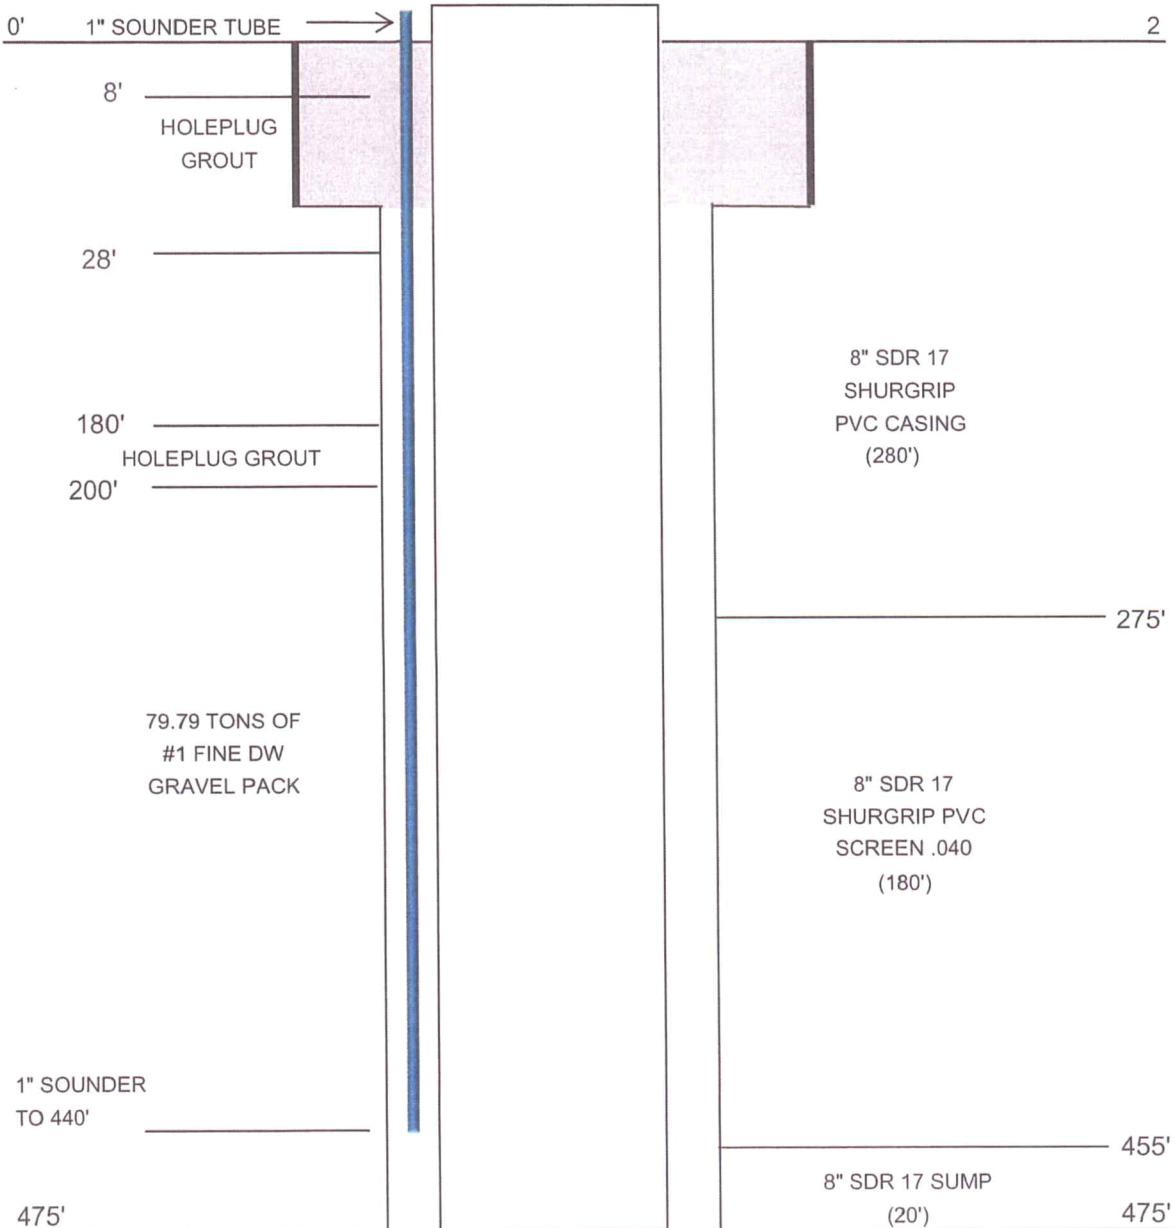 0'
1" SOUNDER TUBE
2
8'
HOLEPLUG
GROUT
28'
180'
HOLEPLUG GROUT
200'
8" SDR 17
SHURGRIP
PVC CASING
(280')
275'
79.79 TONS OF
#1 FINE DW
GRAVEL PACK
8" SDR 17
SHURGRIP PVC
SCREEN .040
(180')
1" SOUNDER
TO 440'
455'
8" SDR 17 SUMP
(20')
475'
475'